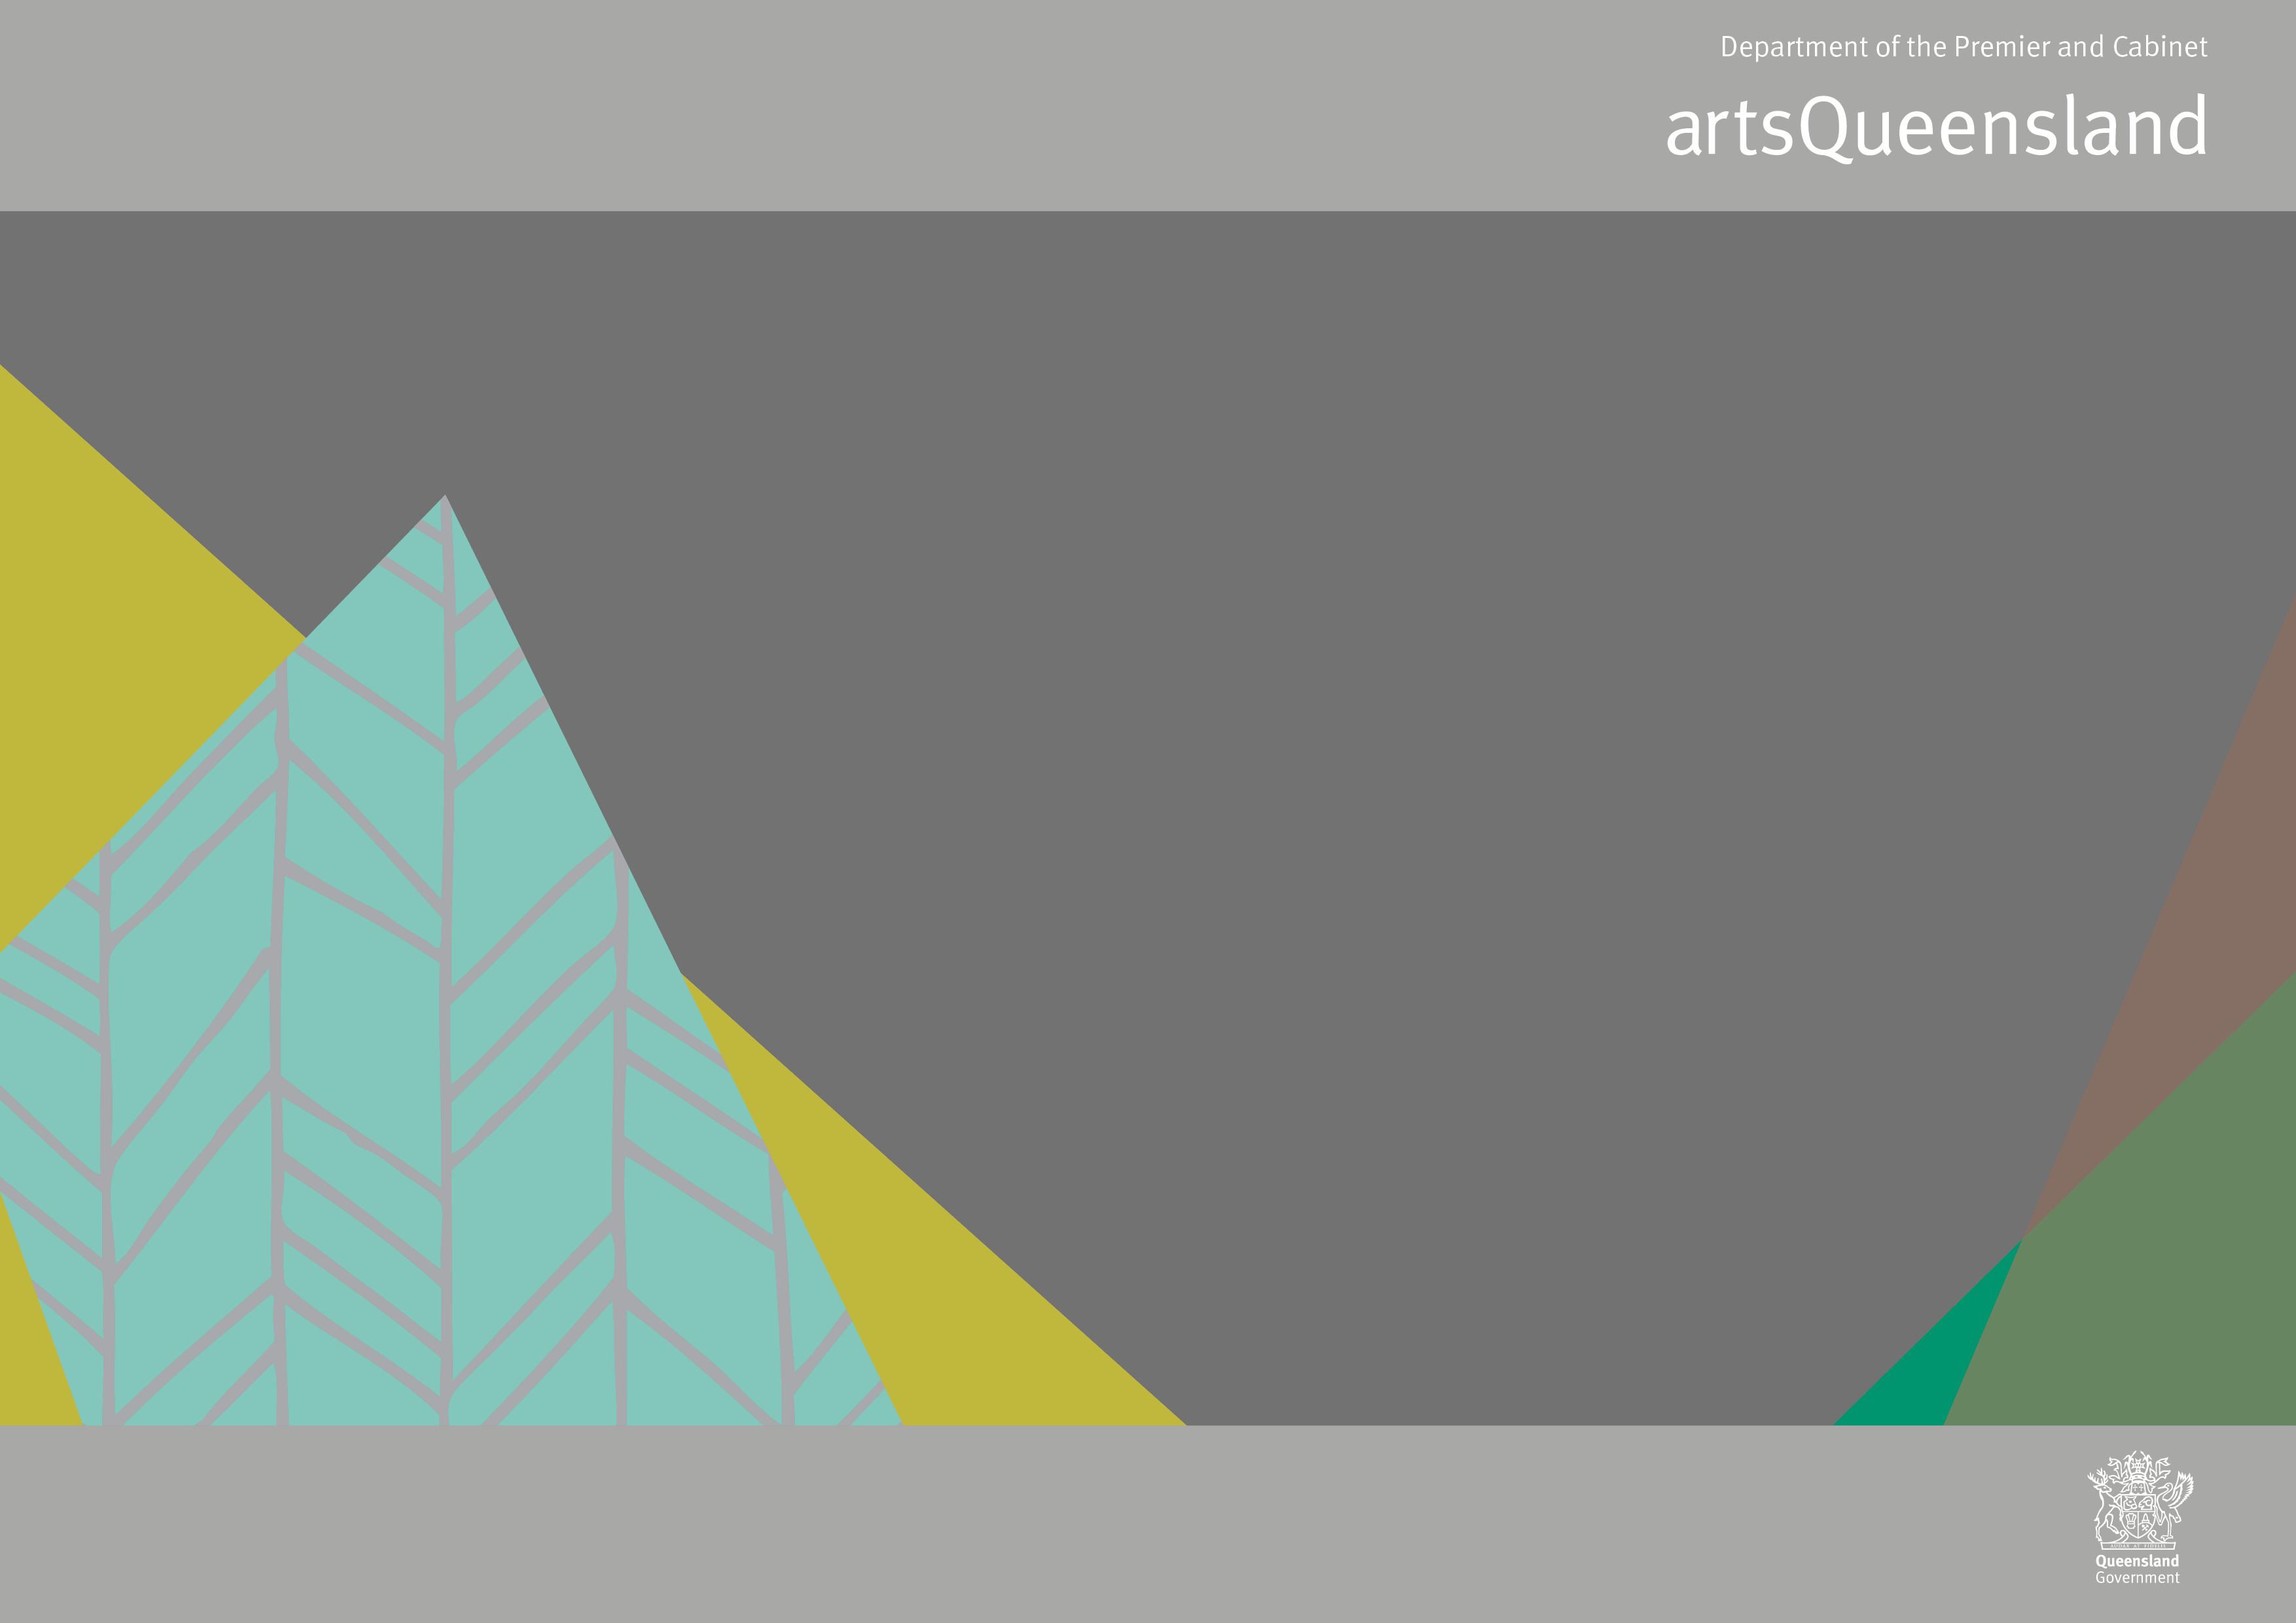 Department of the Premier and Cabinet
artsQueensland
Queensland
Government